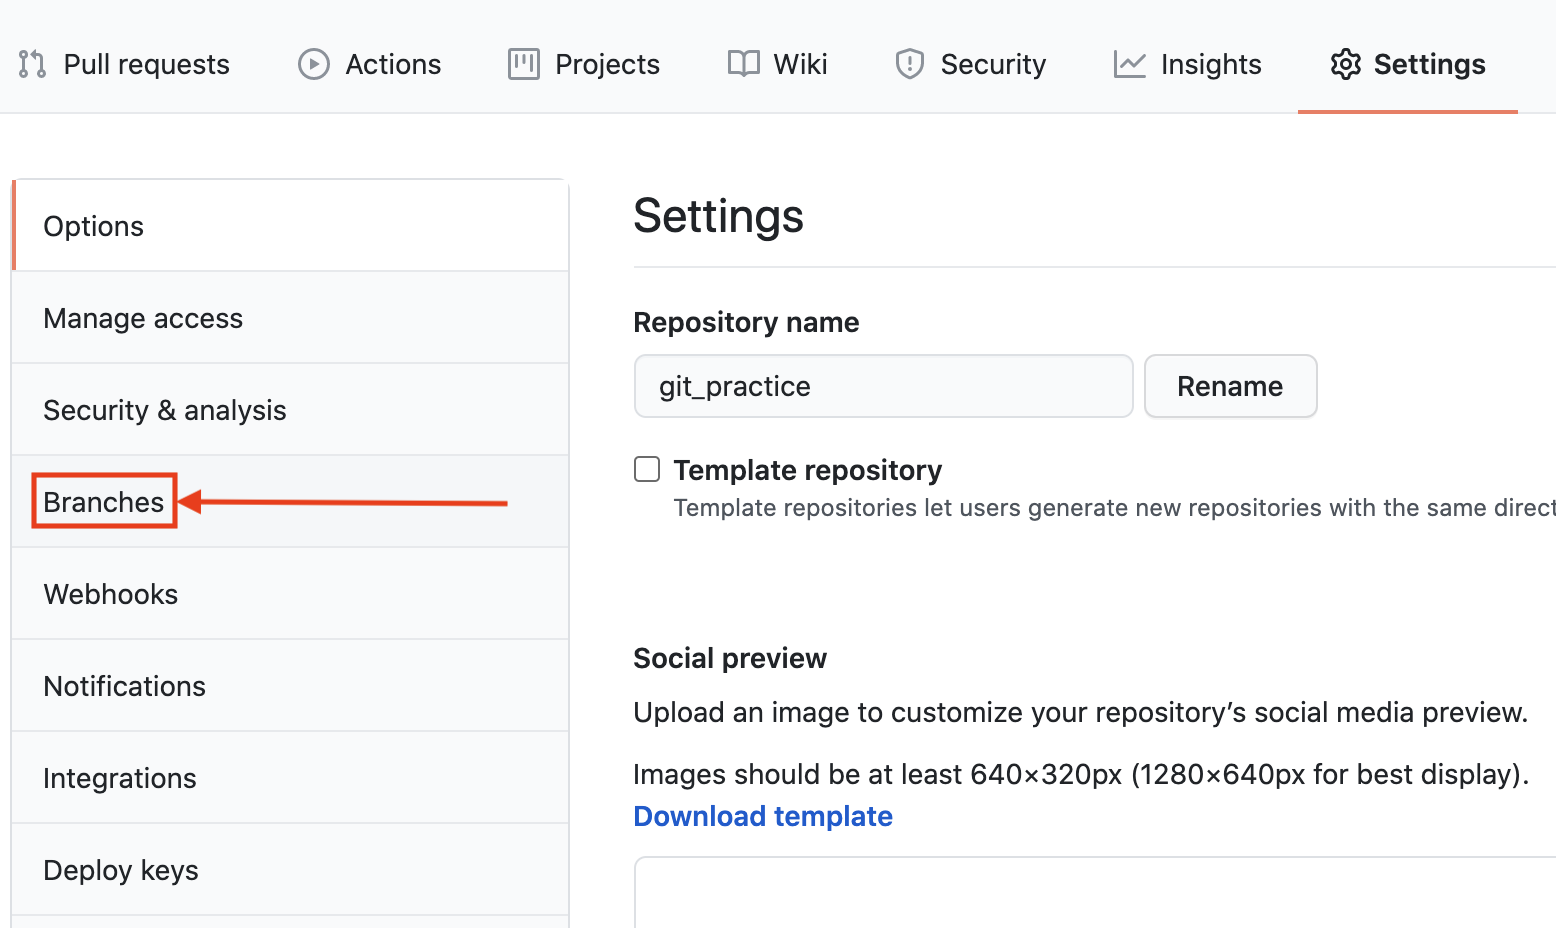 Pull requests Actions Projects Wiki Security Insights Settings
Options
Manage access
Security & analysis
Branches
Webhooks
Notifications
Integrations
Deploy keys
Settings
Repository name
git_practice Rename
Template repository
Template repositories let users generate new repositories with the same direct
Social preview
Upload an image to customize your repository’s social media preview.
Images should be at least 640×320px (1280×640px for best display).
Download template